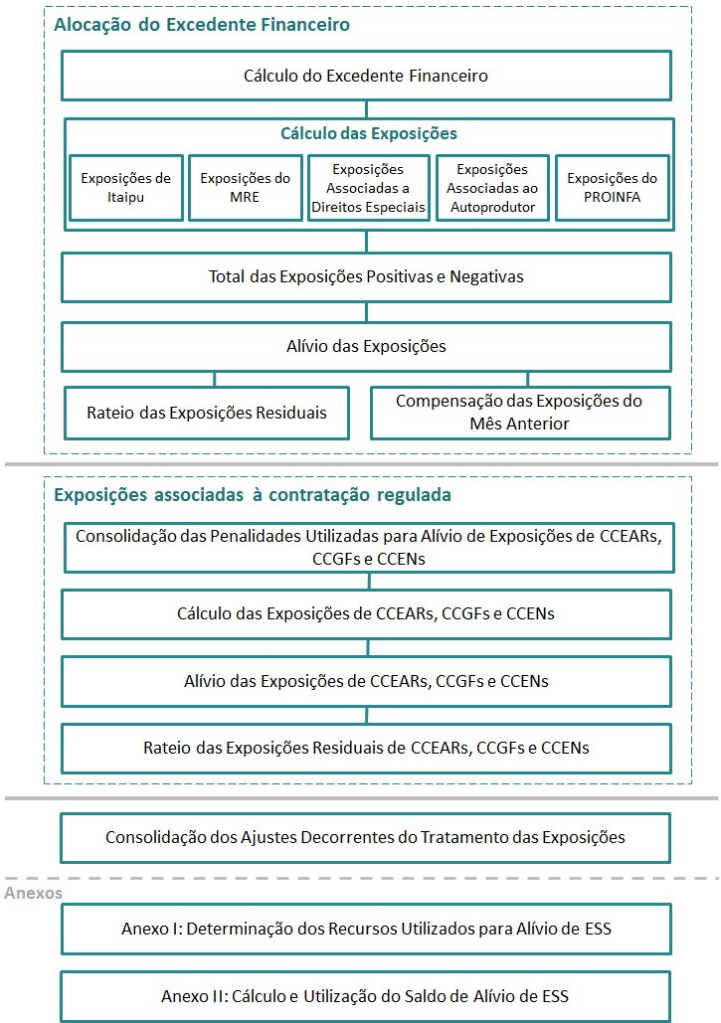 Alocação do Excedente Financeiro
Cálculo do Excedente Financeiro
Cálculo das Exposições
Exposições de
Itaipu
Exposições do
MRE
Exposições
Associadas a
Direitos Especiais
Exposições
Associadas ao
Autoprodutor
Exposições do
PROINFA
Total das Exposições Positivas e Negativas
Alívio das Exposições
Rateio das Exposições Residuais
Compensação das Exposições do
Mês Anterior
Exposições associadas à contratação regulada
Consolidação das Penalidades Utilizadas para Alívio de Exposições de CCEARs,
CCGFs e CCENs
Cálculo das Exposições de CCEARs, CCGFs e CCENs
Alívio das Exposições de CCEARs, CCGFs e CCENs
Rateio das Exposições Residuais de CCEARs, CCGFs e CCENs
Consolidação dos Ajustes Decorrentes do Tratamento das Exposições
Anexos
Anexo I: Determinação dos Recursos Utilizados para Alívio de ESS
Anexo II: Cálculo e Utilização do Saldo de Alívio de ESS